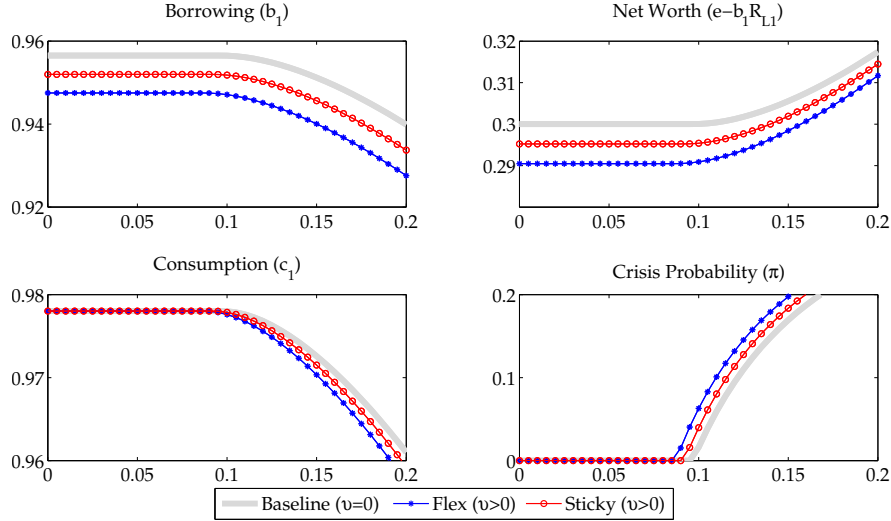 Borrowing (b₁)
0.96
0.94
0.92
0 0.05 0.1 0.15 0.2
Net Worth (e−b₁R_L1)
0.32
0.31
0.3
0.29
0 0.05 0.1 0.15 0.2
Consumption (c₁)
0.98
0.97
0.96
0 0.05 0.1 0.15 0.2
Crisis Probability (π)
0.2
0.1
0
0 0.05 0.1 0.15 0.2
Baseline (υ=0) Flex (υ>0) Sticky (υ>0)